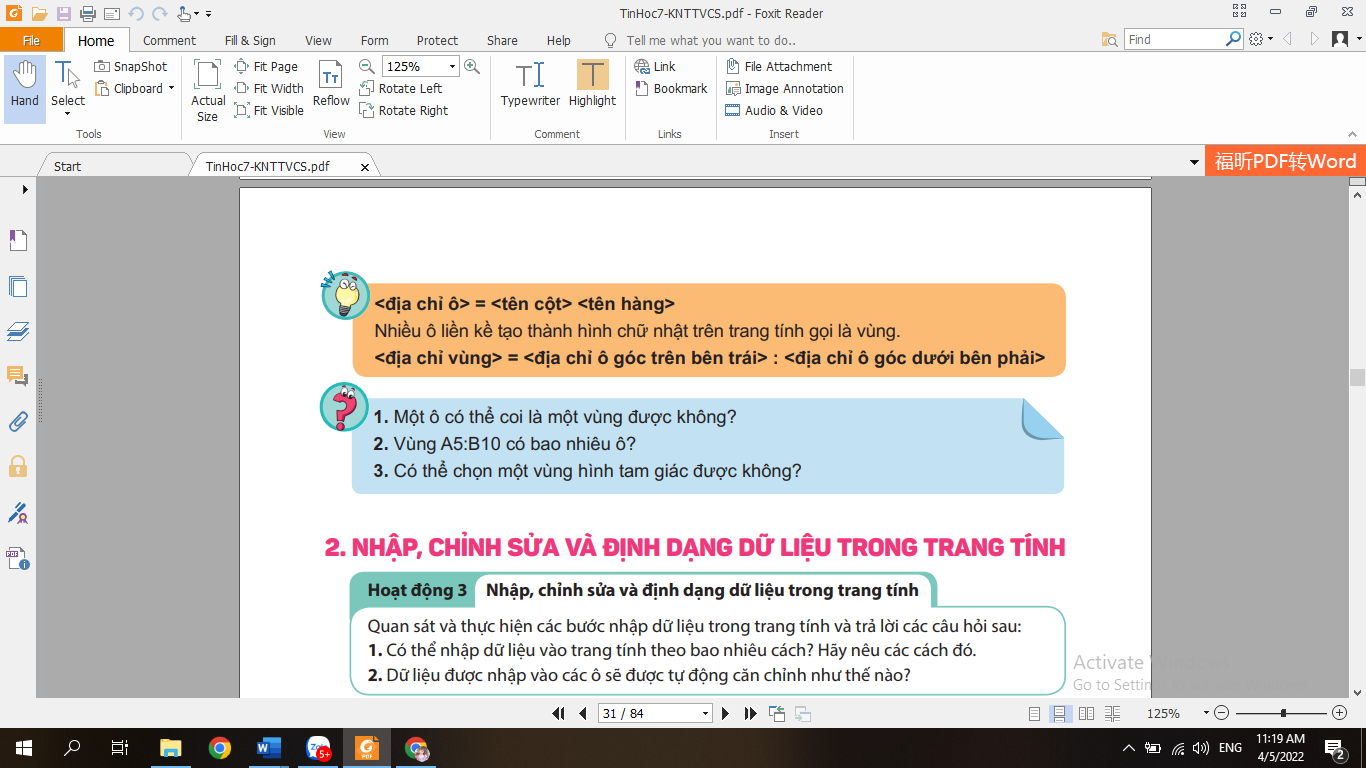 TinHoc7-KNTTVCS.pdf - Foxit Reader
File Home Comment Fill & Sign View Form Protect Share Help Tell me what you want to do.. Find
Hand Select SnapShot Clipboard Actual Size Fit Page Fit Width Fit Visible Reflow 125% Rotate Left Rotate Right Typewriter Highlight Link Bookmark File Attachment Image Annotation Audio & Video
Tools View Comment Links Insert
Start TinHoc7-KNTTVCS.pdf 福昕PDF转Word
<địa chỉ ô> = <tên cột> <tên hàng>
Nhiều ô liền kề tạo thành hình chữ nhật trên trang tính gọi là vùng.
<địa chỉ vùng> = <địa chỉ ô góc trên bên trái> : <địa chỉ ô góc dưới bên phải>
1. Một ô có thể coi là một vùng được không?
2. Vùng A5:B10 có bao nhiêu ô?
3. Có thể chọn một vùng hình tam giác được không?
2. NHẬP, CHỈNH SỬA VÀ ĐỊNH DẠNG DỮ LIỆU TRONG TRANG TÍNH
Hoạt động 3 Nhập, chỉnh sửa và định dạng dữ liệu trong trang tính
Quan sát và thực hiện các bước nhập dữ liệu trong trang tính và trả lời các câu hỏi sau:
1. Có thể nhập dữ liệu vào trang tính theo bao nhiêu cách? Hãy nêu các cách đó.
2. Dữ liệu được nhập vào các ô sẽ được tự động căn chỉnh như thế nào?
Activate Windows
Go to Settings
31 / 84 125%
ENG 11:19 AM
4/5/2022 2